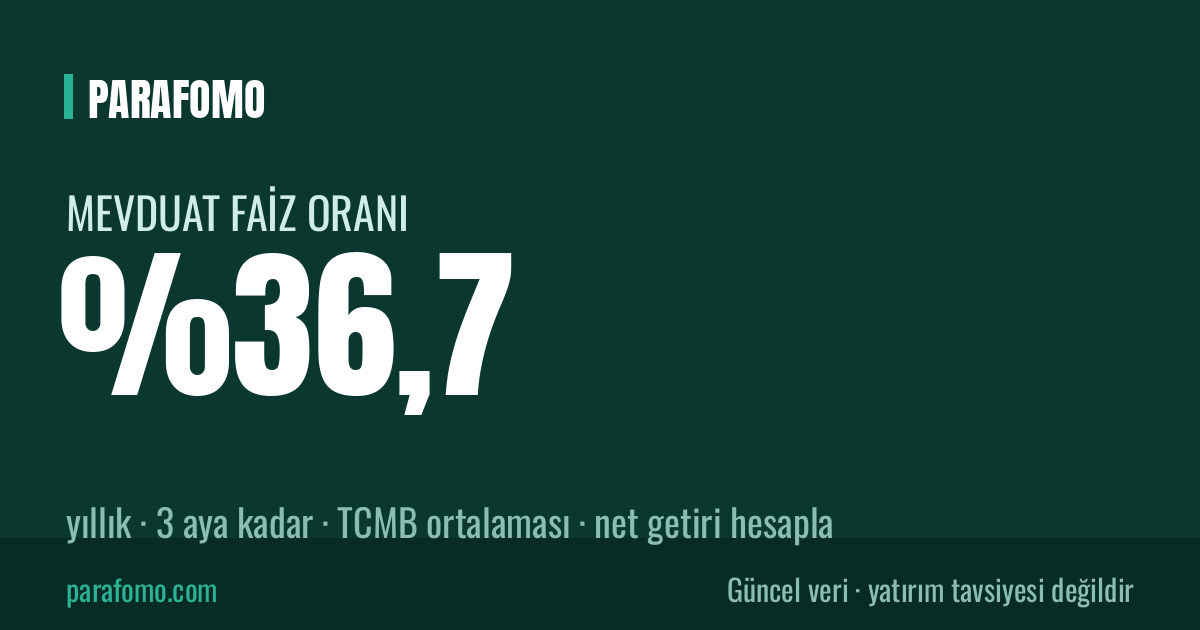 PARAFOMO
MEVDUAT FAİZ ORANI
%36,7
yıllık · 3 aya kadar · TCMB ortalaması · net getiri hesapla
parafomo.com
Güncel veri · yatırım tavsiyesi değildir